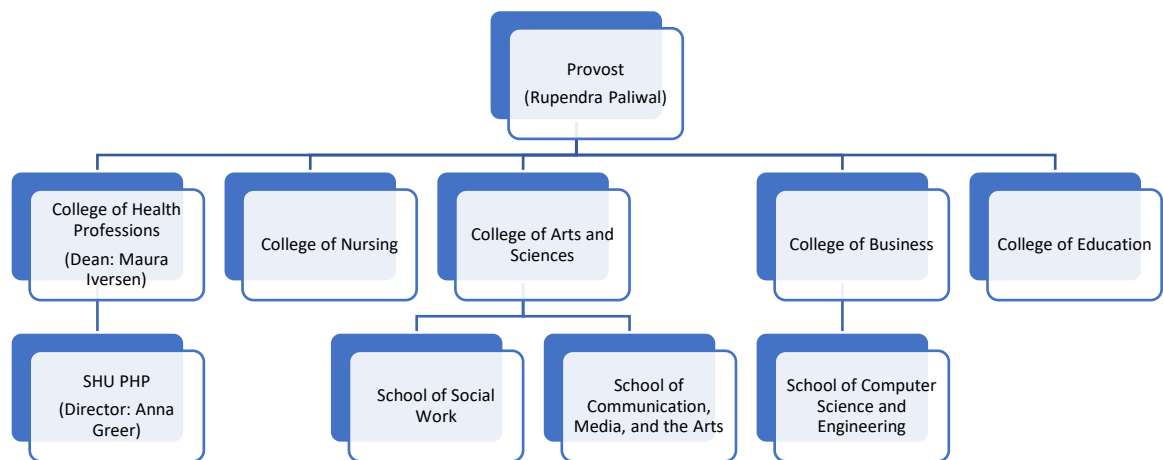 Provost
(Rupendra Paliwal)
College of Health
Professions
(Dean: Maura
Iversen)
College of Nursing
College of Arts and
Sciences
College of Business
College of Education
SHU PHP
(Director: Anna
Greer)
School of Social
Work
School of
Communication,
Media, and the Arts
School of Computer
Science and
Engineering